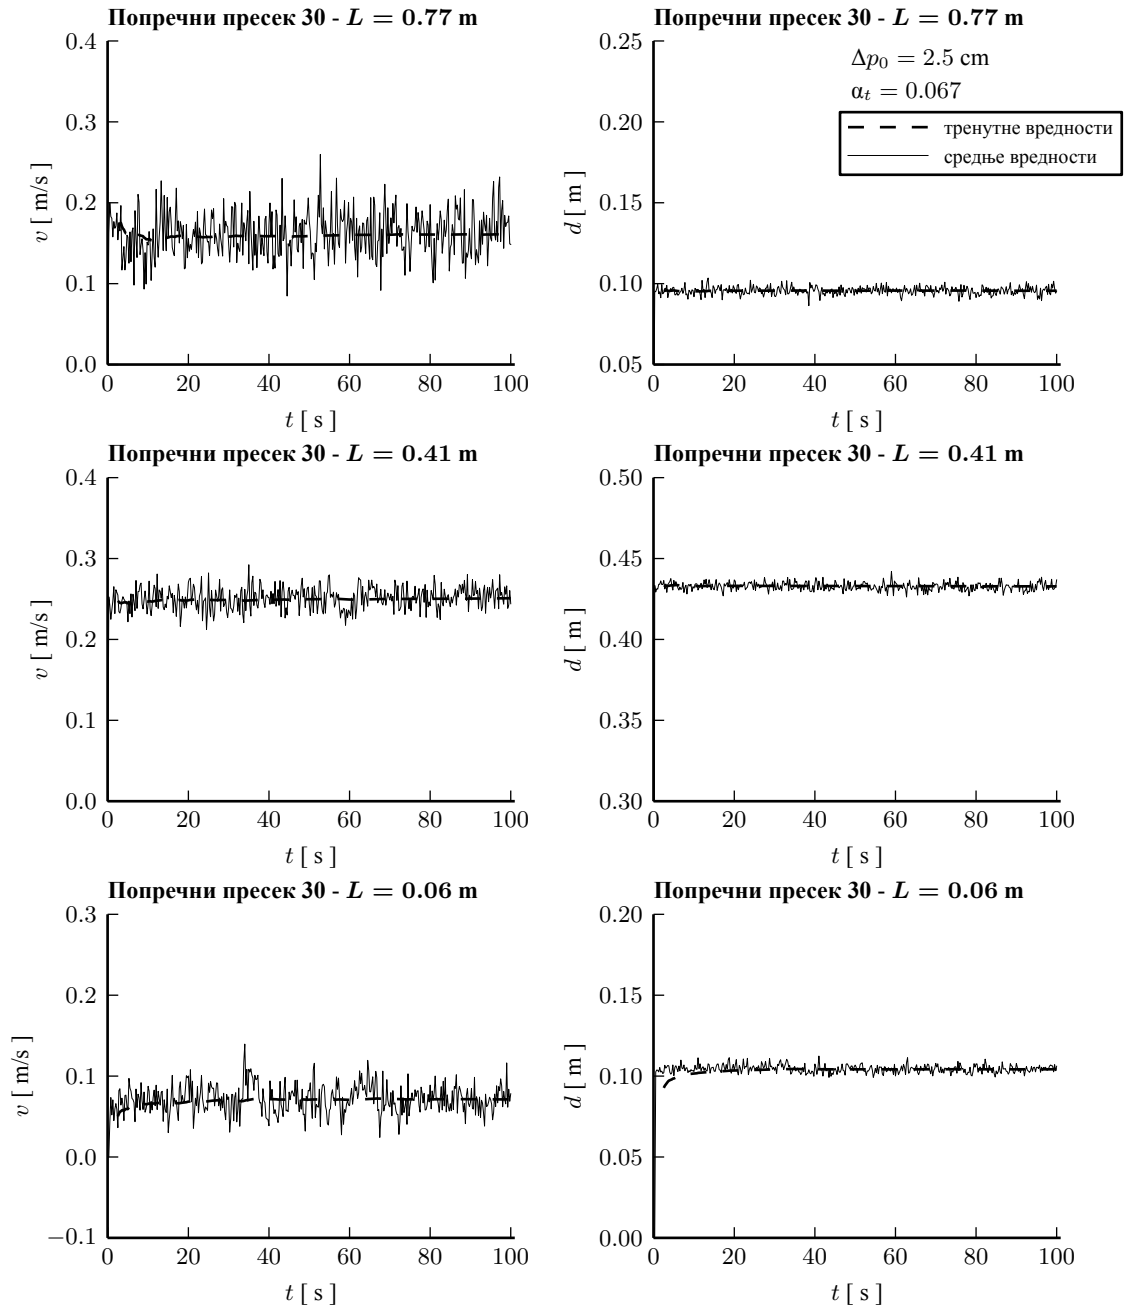 Попречни пресек 30 - L = 0.77 m
0.4
0.3
0.2
0.1
0.0
v [ m/s ]
0 20 40 60 80 100
t [ s ]
Попречни пресек 30 - L = 0.77 m
0.25
0.20
0.15
0.10
0.05
d [ m ]
0 20 40 60 80 100
t [ s ]
Δp₀ = 2.5 cm
αₜ = 0.067
тренутне вредности
средње вредности
Попречни пресек 30 - L = 0.41 m
0.4
0.3
0.2
0.1
0.0
v [ m/s ]
0 20 40 60 80 100
t [ s ]
Попречни пресек 30 - L = 0.41 m
0.50
0.45
0.40
0.35
0.30
d [ m ]
0 20 40 60 80 100
t [ s ]
Попречни пресек 30 - L = 0.06 m
0.3
0.2
0.1
0.0
−0.1
v [ m/s ]
0 20 40 60 80 100
t [ s ]
Попречни пресек 30 - L = 0.06 m
0.20
0.15
0.10
0.05
0.00
d [ m ]
0 20 40 60 80 100
t [ s ]